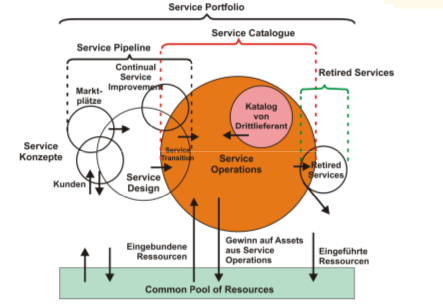 Service Portfolio
Service Catalogue
Service Pipeline
Continual
Service
Improvement
Retired Services
Markt-
plätze
Katalog
von
Drittlieferant
Service
Konzepte
Service
Transition
Service
Operations
Retired
Services
Kunden
Service
Design
Eingebundene
Ressourcen
Gewinn auf Assets
aus Service
Operations
Eingeführte
Ressourcen
Common Pool of Resources